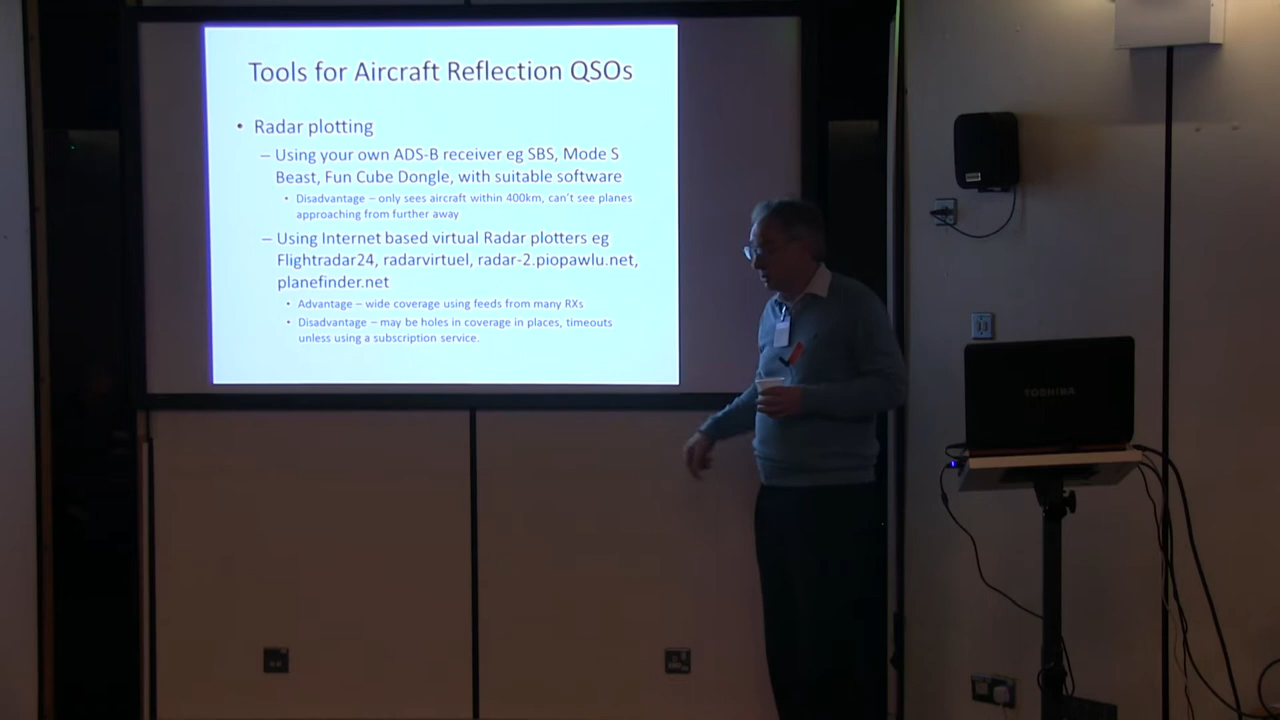 Tools for Aircraft Reflection QSOs
• Radar plotting
– Using your own ADS-B receiver eg SBS, Mode S
Beast, Fun Cube Dongle, with suitable software
• Disadvantage – only sees aircraft within 400km, can't see planes
approaching from further away
– Using Internet based virtual Radar plotters eg
Flightradar24, radarvirtuel, radar-2.piopawlu.net,
planefinder.net
• Advantage – wide coverage using feeds from many RXs
• Disadvantage – may be holes in coverage in places, timeouts
unless using a subscription service.
TOSHIBA